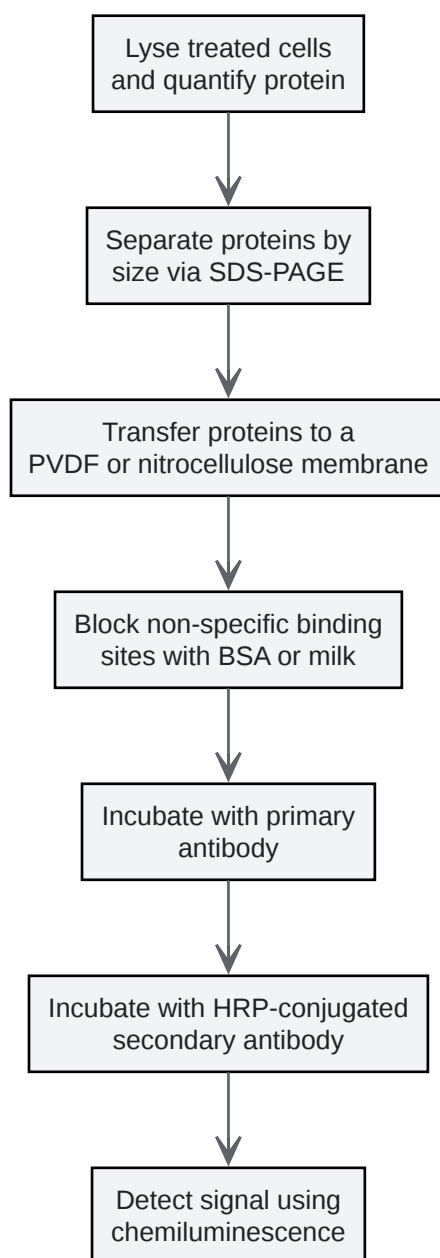 Lyse treated cells
and quantify protein
Separate proteins by
size via SDS-PAGE
Transfer proteins to a
PVDF or nitrocellulose membrane
Block non-specific binding
sites with BSA or milk
Incubate with primary
antibody
Incubate with HRP-conjugated
secondary antibody
Detect signal using
chemiluminescence